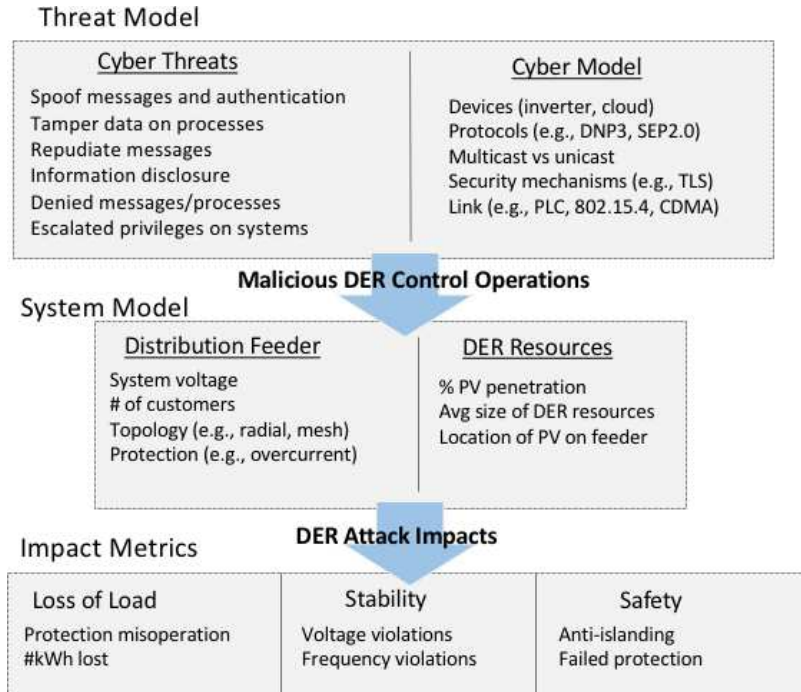 Threat Model
Cyber Threats
Spoof messages and authentication
Tamper data on processes
Repudiate messages
Information disclosure
Denied messages/processes
Escalated privileges on systems
Cyber Model
Devices (inverter, cloud)
Protocols (e.g., DNP3, SEP2.0)
Multicast vs unicast
Security mechanisms (e.g., TLS)
Link (e.g., PLC, 802.15.4, CDMA)
Malicious DER Control Operations
System Model
Distribution Feeder
System voltage
# of customers
Topology (e.g., radial, mesh)
Protection (e.g., overcurrent)
DER Resources
% PV penetration
Avg size of DER resources
Location of PV on feeder
DER Attack Impacts
Impact Metrics
Loss of Load
Protection misoperation
#kWh lost
Stability
Voltage violations
Frequency violations
Safety
Anti-islanding
Failed protection